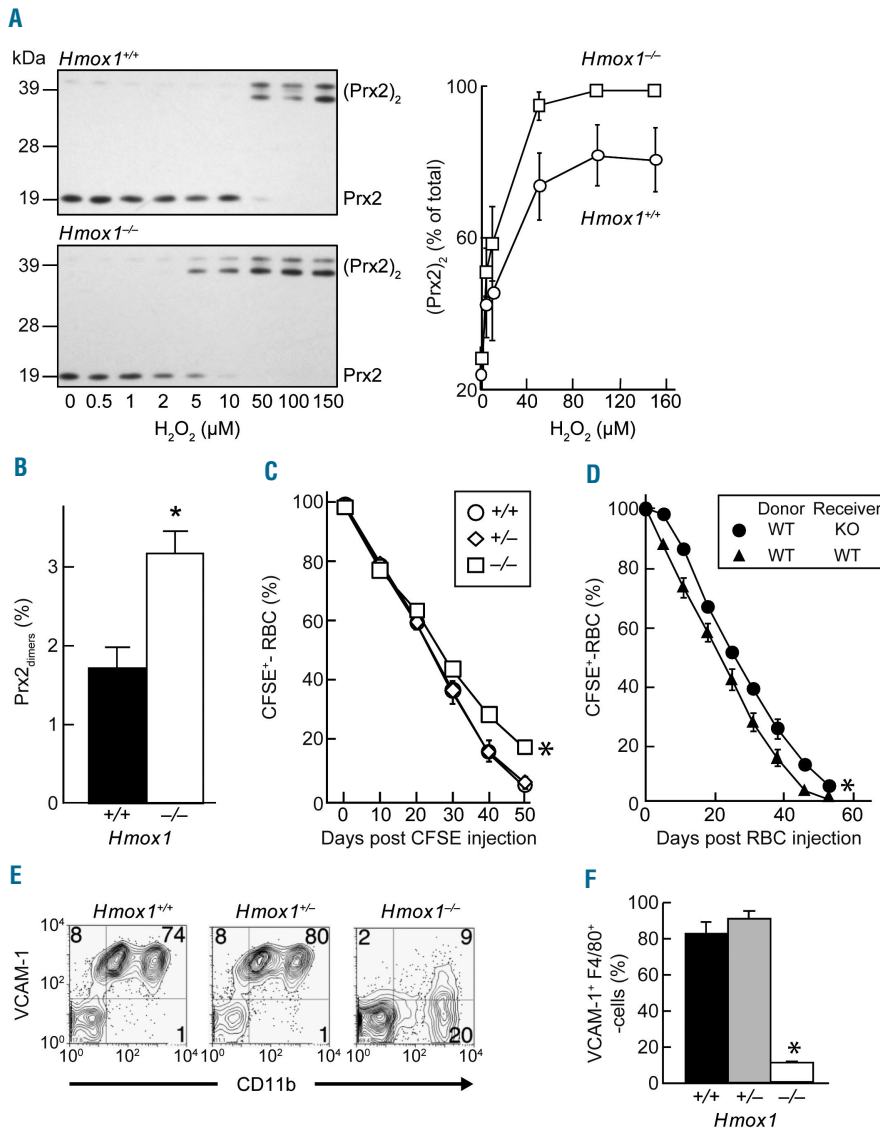 A
kDa
Hmox1+/+
39
(Prx2)2
28
19
Prx2
Hmox1–/–
39
(Prx2)2
28
19
Prx2
0 0.5 1 2 5 10 50 100 150
H2O2 (µM)
Hmox1–/–
100
60
20
(Prx2)2 (% of total)
Hmox1+/+
0 40 80 120 160
H2O2 (µM)
B
3
2
1
0
Prx2dimers (%)
*
+/+ –/–
Hmox1
C
100
80
60
40
20
0
CFSE+- RBC (%)
+/+
+/–
–/–
*
0 10 20 30 40 50
Days post CFSE injection
D
100
80
60
40
20
0
CFSE+-RBC (%)
Donor Receiver
WT KO
WT WT
*
0 20 40 60
Days post RBC injection
E
Hmox1+/+ Hmox1+/– Hmox1–/–
VCAM-1
104
102
100
8 74
1
8 80
1
2 9
20
100 102 104 100 102 104 100 102 104
CD11b
F
100
80
60
40
20
0
VCAM-1+ F4/80+
-cells (%)
*
+/+ +/– –/–
Hmox1